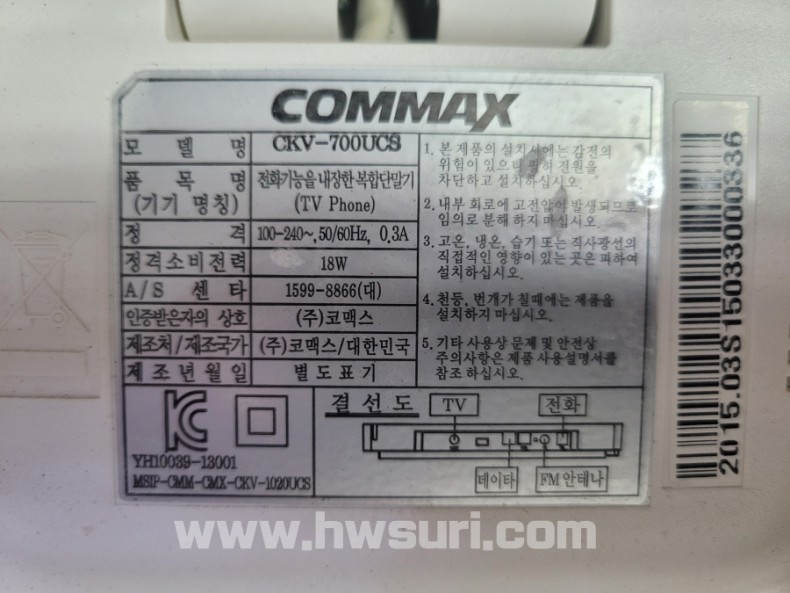 COMMAX
모 델 명
CKV-700UCS
품 목 명
(기기 명칭)
전화기능을 내장한 복합단말기
(TV Phone)
정 격
100-240~, 50/60Hz, 0.3A
정격소비전력
18W
A/S 센 타
1599-8866(대)
인증받은자의 상호
(주)코맥스
제조처/제조국가
(주)코맥스/대한민국
제 조 년 월 일
별 도 표 기
1. 본 제품의 설치시에는 감전의
위험이 있으니 필히 전원을
차단하고 설치하십시오.
2. 내부 회로에 고전압이 발생되므로
임의로 분해 하지 마십시오.
3. 고온, 냉온, 습기 또는 직사광선의
직접적인 영향이 있는 곳은 피하여
설치하십시오.
4. 천둥, 번개가 칠때에는 제품을
설치하지 마십시오.
5. 기타 사용상 문제 및 안전상
주의사항은 제품 사용설명서를
참조 하십시오.
YH10039-13001
MSIP-CMM-CMX-CKV-1020UCS
결 선 도
TV
전화
데이타
FM 안테나
2015.03S15033000336
www.hwsuri.com